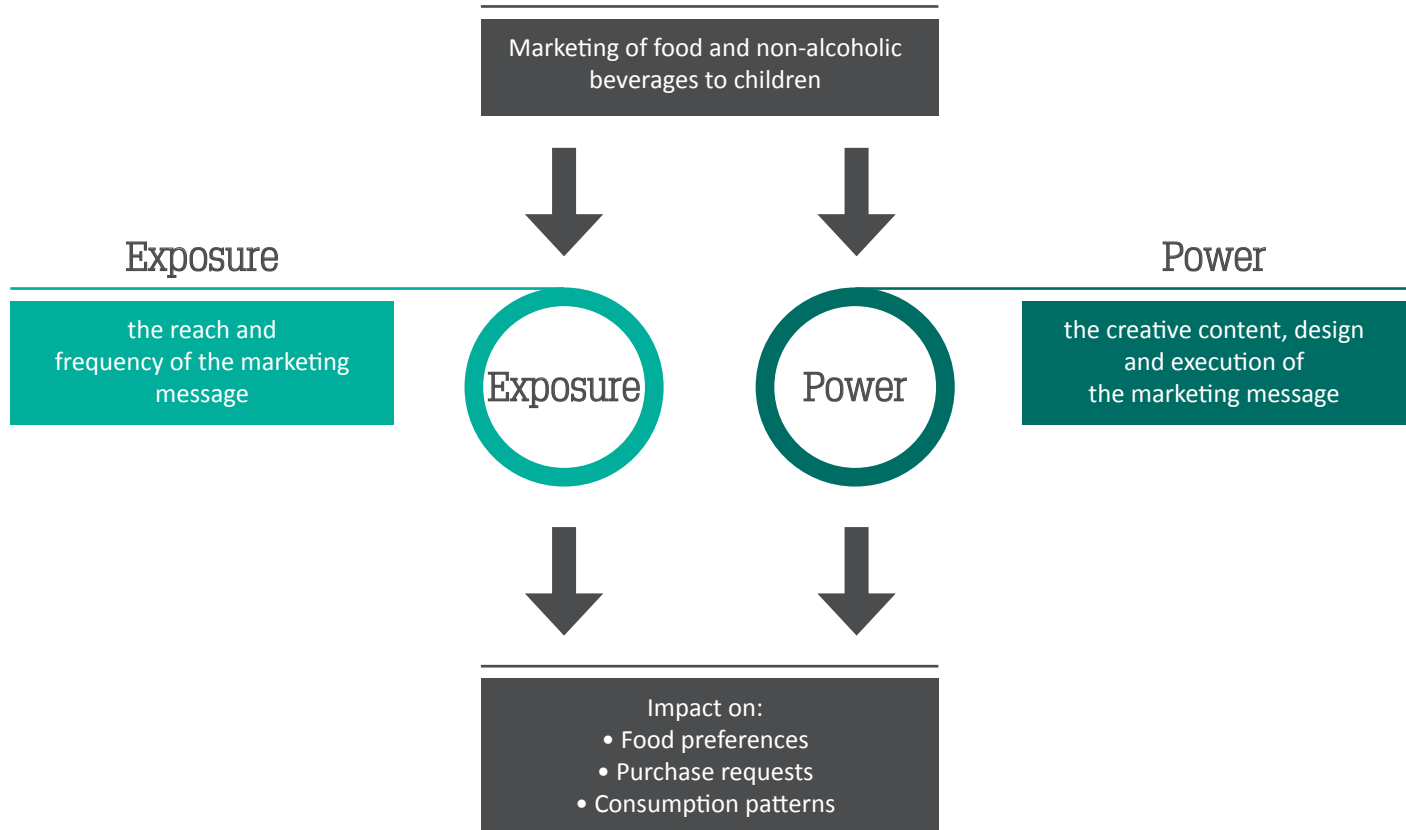 Marketing of food and non-alcoholic
beverages to children
Exposure
the reach and
frequency of the marketing
message
Exposure
Power
Power
the creative content, design
and execution of
the marketing message
Impact on:
• Food preferences
• Purchase requests
• Consumption patterns